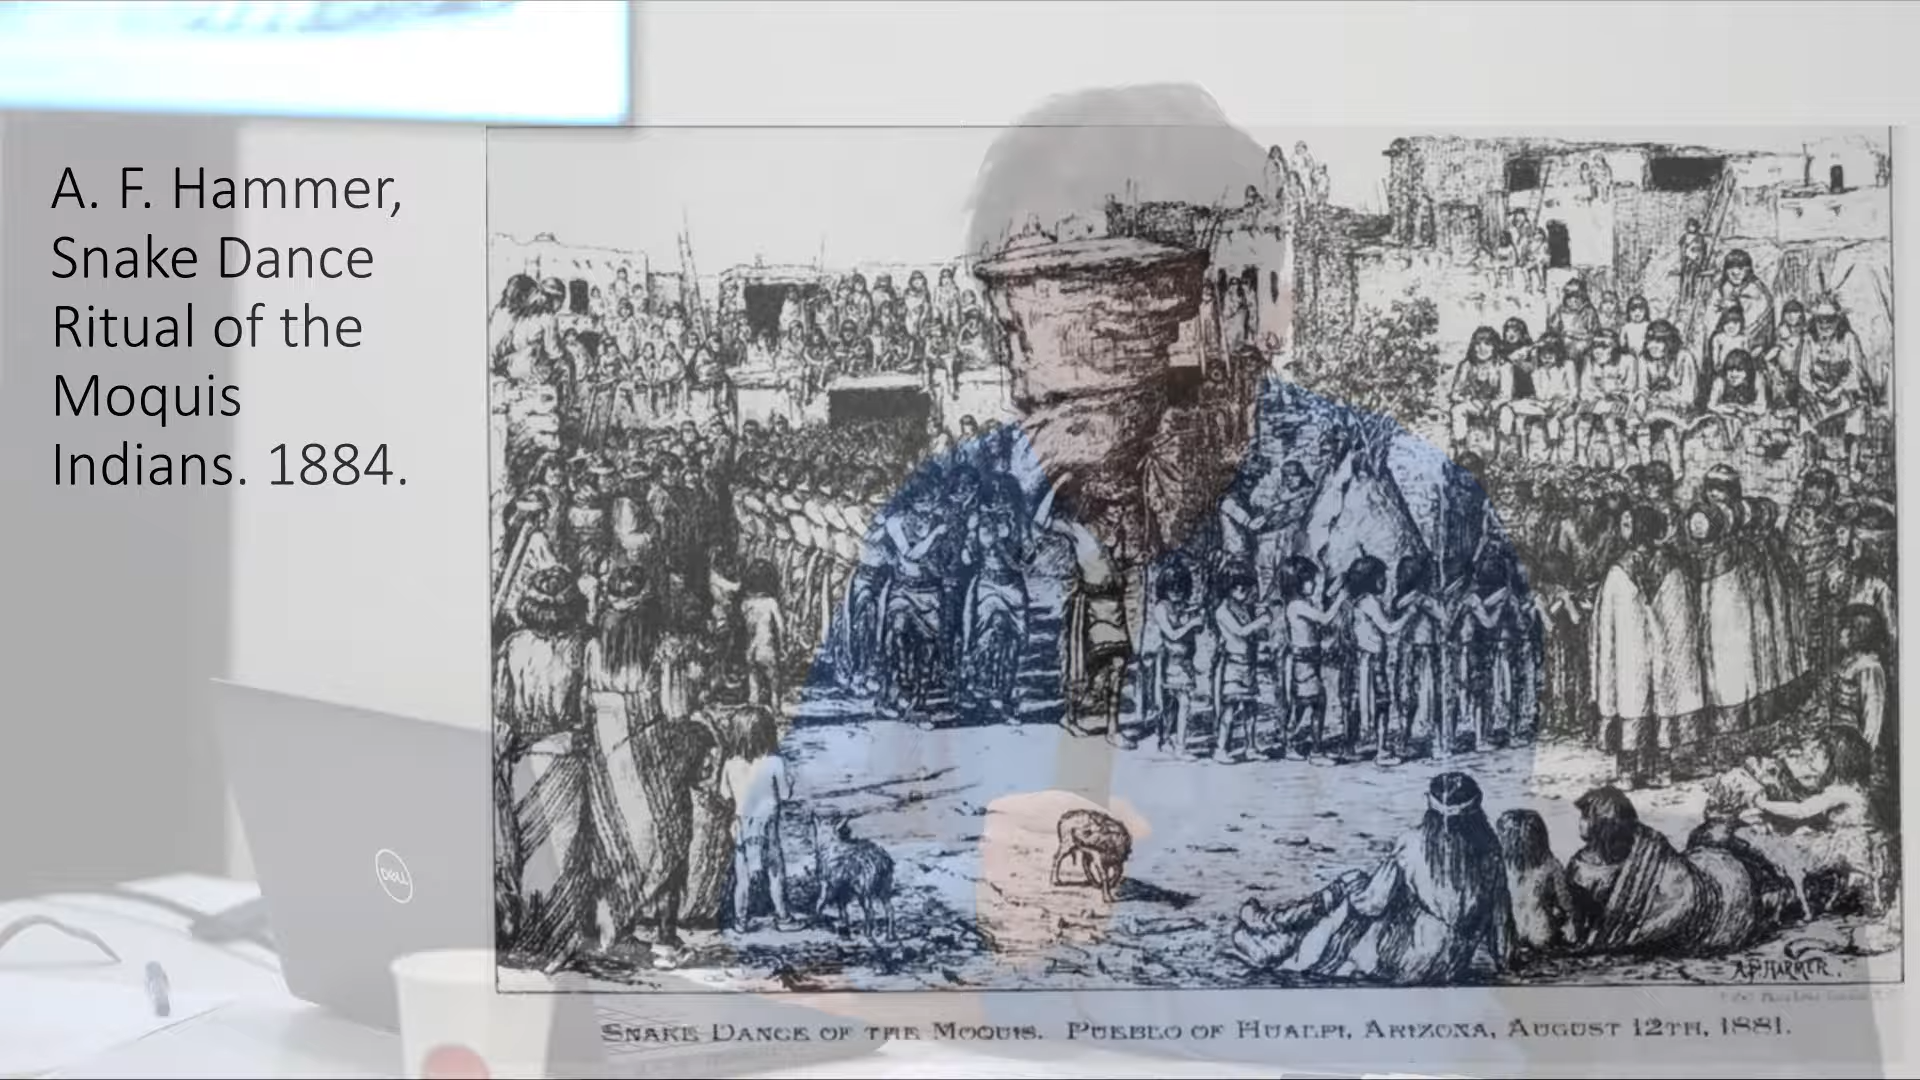 A. F. Hammer,
Snake Dance
Ritual of the
Moquis
Indians. 1884.
DELL
A.F. HARMER.
SNAKE DANCE OF THE MOQUIS. PUEBLO OF HUALPI, ARIZONA, AUGUST 12TH, 1881.